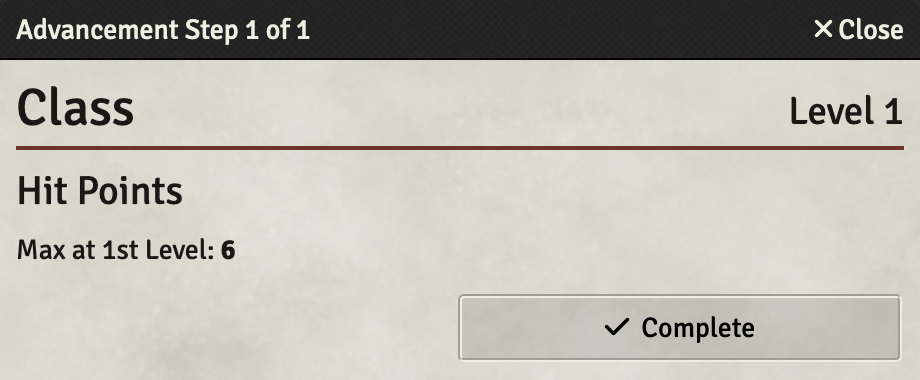 Advancement Step 1 of 1
Close
Class
Level 1
Hit Points
Max at 1st Level: 6
Complete